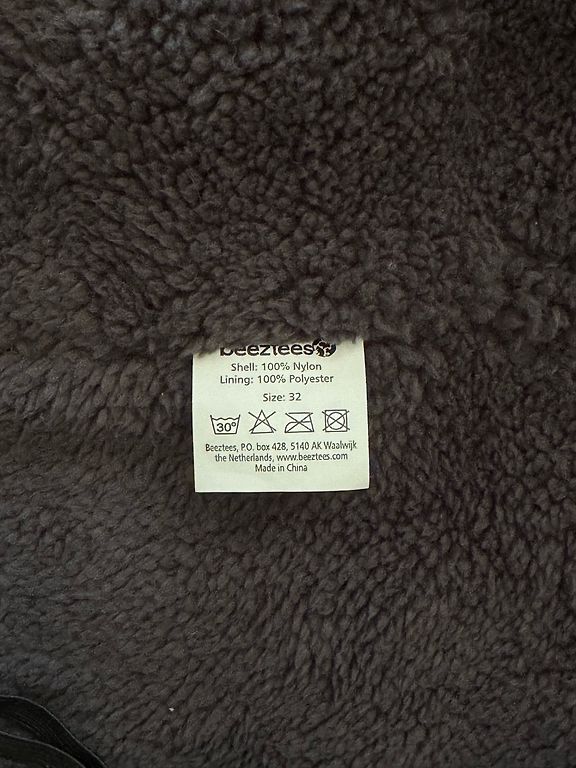 beeztees
Shell: 100% Nylon
Lining: 100% Polyester
Size: 32
30°
Beeztees, P.O. box 428, 5140 AK Waalwijk
the Netherlands, www.beeztees.com
Made in China